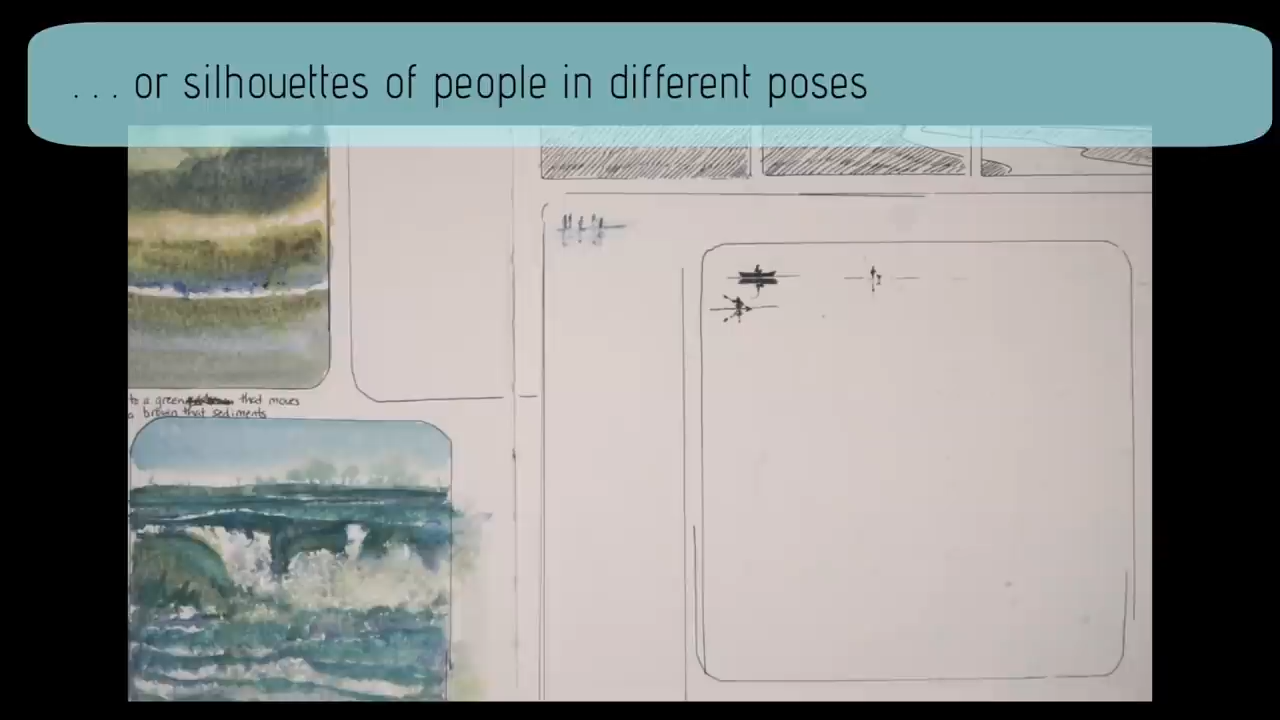 . . . or silhouettes of people in different poses
to a green that moves
a brown that sediments